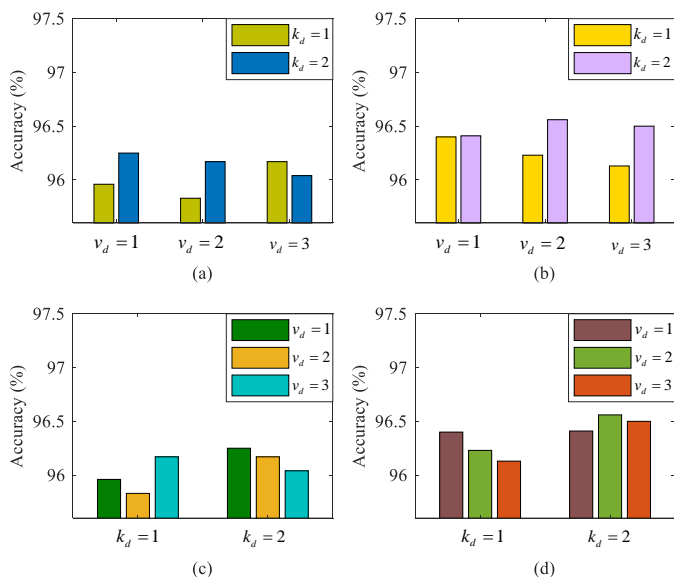 97.5
97
96.5
96
Accuracy (%)
k_d = 1
k_d = 2
v_d = 1
v_d = 2
v_d = 3
(a)
97.5
97
96.5
96
Accuracy (%)
k_d = 1
k_d = 2
v_d = 1
v_d = 2
v_d = 3
(b)
97.5
97
96.5
96
Accuracy (%)
v_d = 1
v_d = 2
v_d = 3
k_d = 1
k_d = 2
(c)
97.5
97
96.5
96
Accuracy (%)
v_d = 1
v_d = 2
v_d = 3
k_d = 1
k_d = 2
(d)